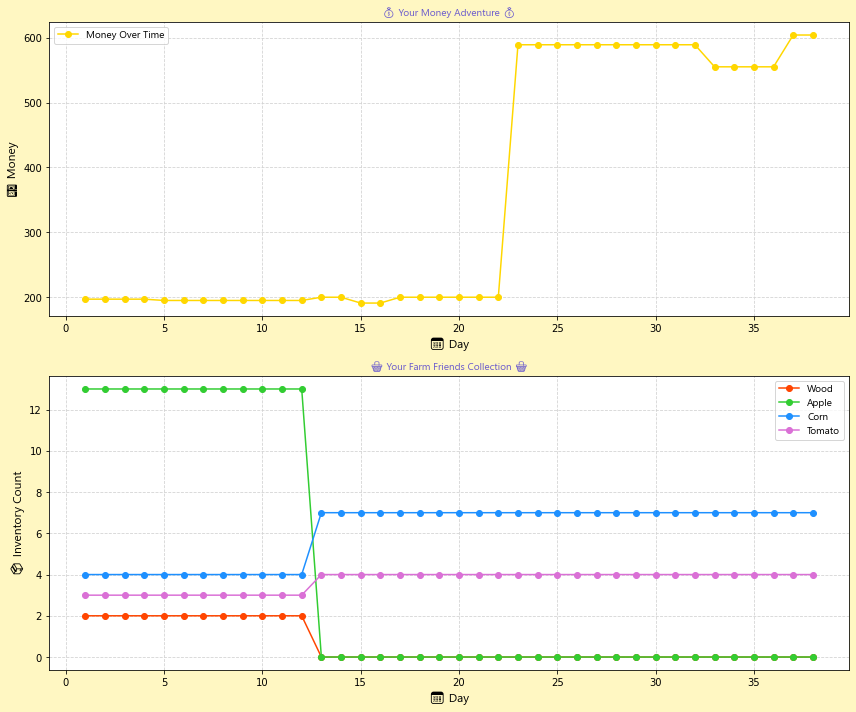 💰 Your Money Adventure 💰
Money Over Time
💵 Money
600
500
400
300
200
0 5 10 15 20 25 30 35
📅 Day
🧺 Your Farm Friends Collection 🧺
Wood
Apple
Corn
Tomato
📦 Inventory Count
12
10
8
6
4
2
0
0 5 10 15 20 25 30 35
📅 Day